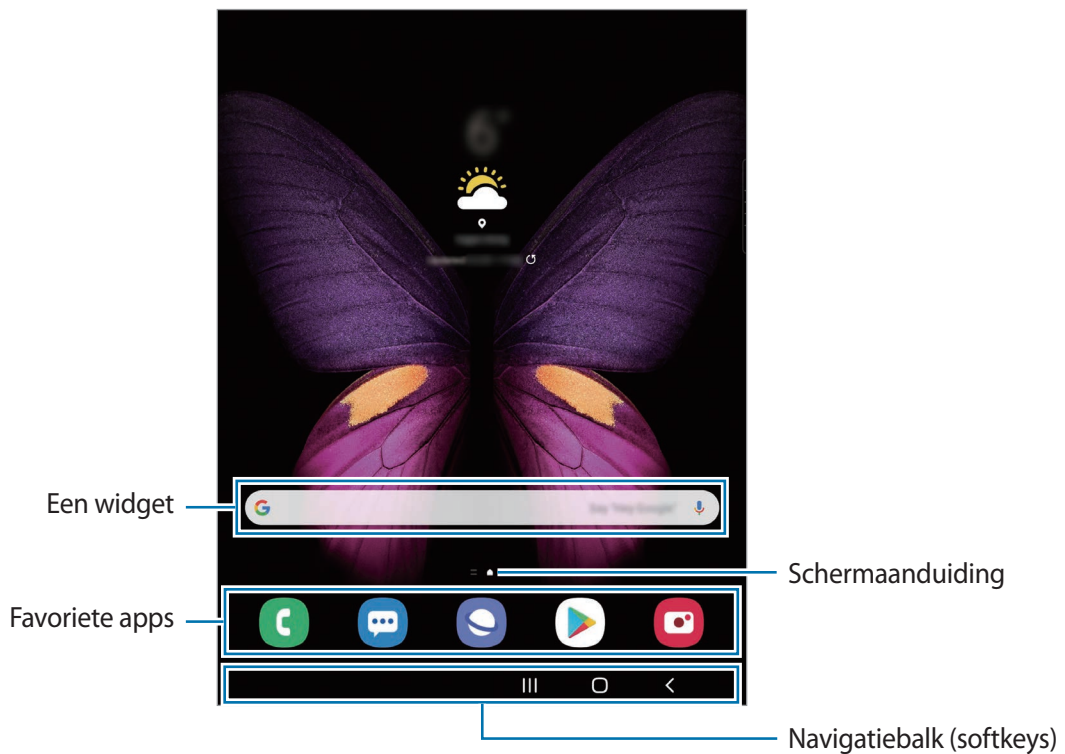 Een widget
Schermaanduiding
Favoriete apps
Navigatiebalk (softkeys)